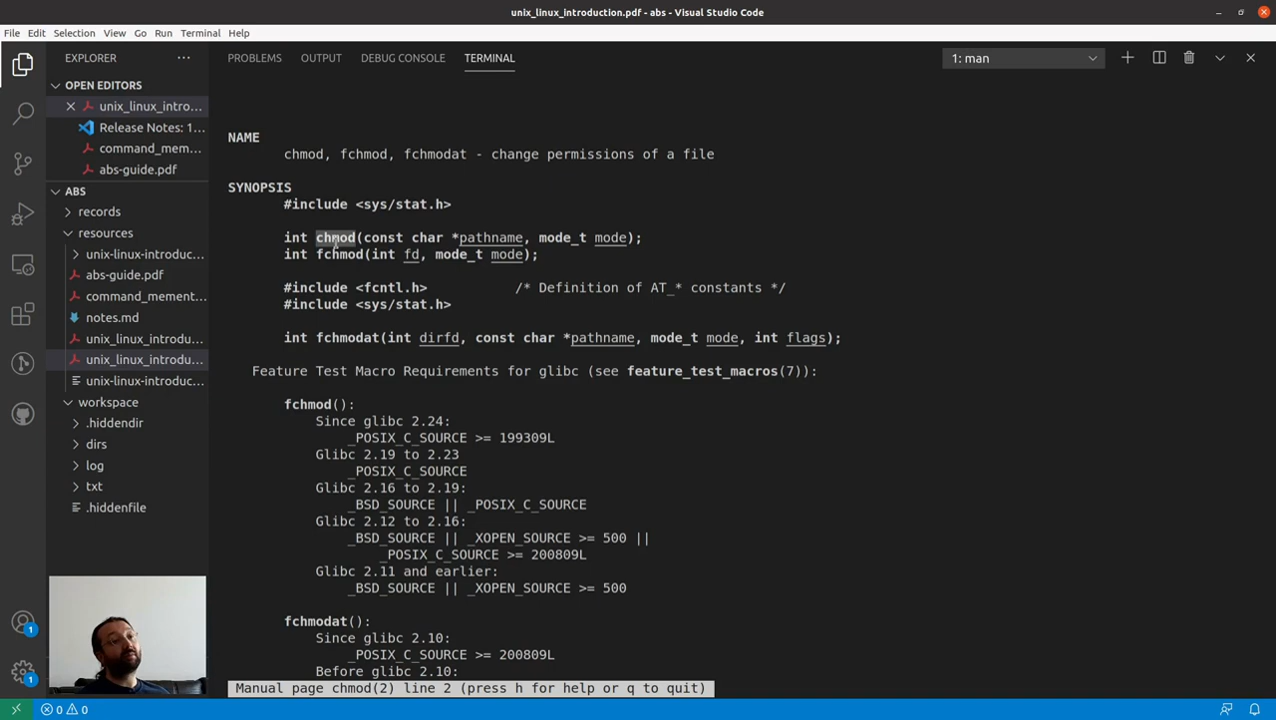 unix_linux_introduction.pdf - abs - Visual Studio Code
File Edit Selection View Go Run Terminal Help
EXPLORER ...
PROBLEMS OUTPUT DEBUG CONSOLE TERMINAL
1: man
OPEN EDITORS
unix_linux_intro...
Release Notes: 1...
command_mem...
abs-guide.pdf
ABS
records
resources
unix-linux-introduc...
abs-guide.pdf
command_mement...
notes.md
unix_linux_introdu...
unix_linux_introdu...
unix-linux-introduc...
workspace
.hiddendir
dirs
log
txt
.hiddenfile
NAME
chmod, fchmod, fchmodat - change permissions of a file
SYNOPSIS
#include <sys/stat.h>
int chmod(const char *pathname, mode_t mode);
int fchmod(int fd, mode_t mode);
#include <fcntl.h> /* Definition of AT_* constants */
#include <sys/stat.h>
int fchmodat(int dirfd, const char *pathname, mode_t mode, int flags);
Feature Test Macro Requirements for glibc (see feature_test_macros(7)):
fchmod():
Since glibc 2.24:
_POSIX_C_SOURCE >= 199309L
Glibc 2.19 to 2.23
_POSIX_C_SOURCE
Glibc 2.16 to 2.19:
_BSD_SOURCE || _POSIX_C_SOURCE
Glibc 2.12 to 2.16:
_BSD_SOURCE || _XOPEN_SOURCE >= 500 ||
_POSIX_C_SOURCE >= 200809L
Glibc 2.11 and earlier:
_BSD_SOURCE || _XOPEN_SOURCE >= 500
fchmodat():
Since glibc 2.10:
_POSIX_C_SOURCE >= 200809L
Before glibc 2.10:
Manual page chmod(2) line 2 (press h for help or q to quit)
1
1
0 0